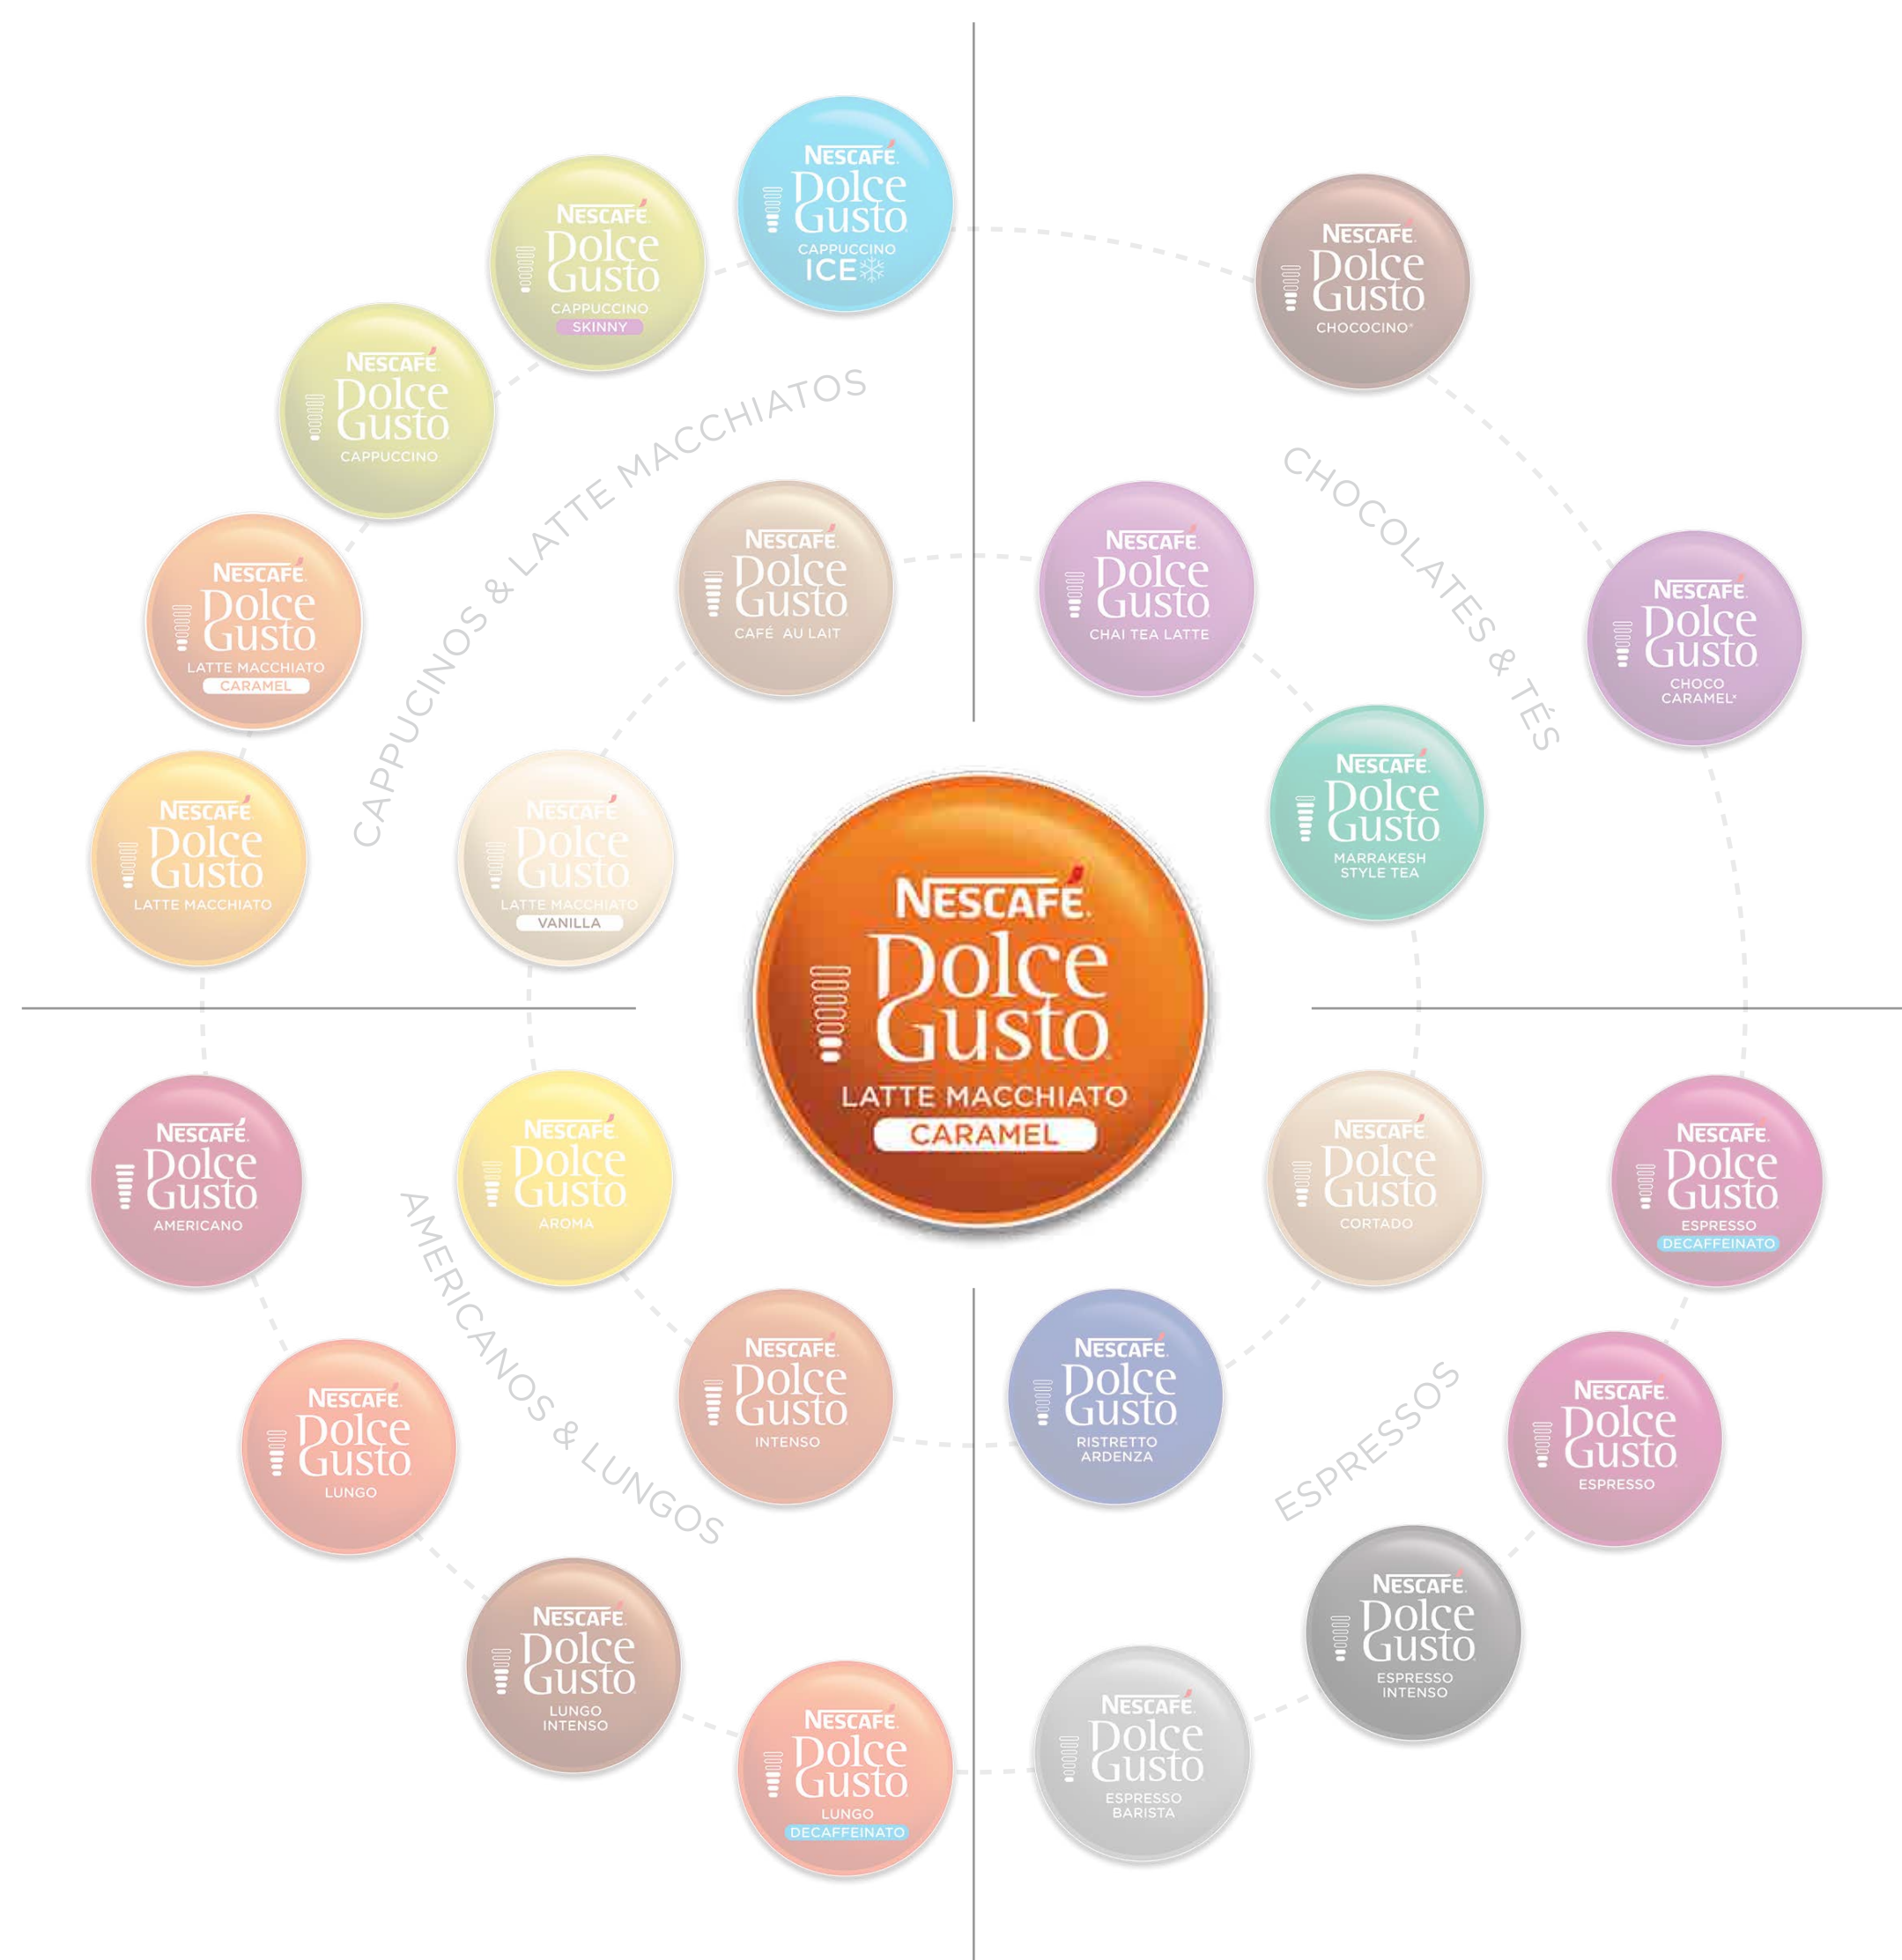 NESCAFÉ
Dolce
Gusto
CAPPUCCINO
ICE
NESCAFÉ
Dolce
Gusto
CAPPUCCINO
SKINNY
NESCAFÉ
Dolce
Gusto
CAPPUCCINO
NESCAFÉ
Dolce
Gusto
LATTE MACCHIATO
CARAMEL
NESCAFÉ
Dolce
Gusto
LATTE MACCHIATO
CAPPUCINOS & LATTE MACCHIATOS
NESCAFÉ
Dolce
Gusto
CAFÉ AU LAIT
NESCAFÉ
Dolce
Gusto
LATTE MACCHIATO
VANILLA
NESCAFÉ
Dolce
Gusto
CHOCOCINO
NESCAFÉ
Dolce
Gusto
CHOCO
CARAMEL
CHOCOLATES & TÉS
NESCAFÉ
Dolce
Gusto
CHAI TEA LATTE
NESCAFÉ
Dolce
Gusto
MARRAKESH
STYLE TEA
NESCAFÉ
Dolce
Gusto
LATTE MACCHIATO
CARAMEL
NESCAFÉ
Dolce
Gusto
AMERICANO
NESCAFÉ
Dolce
Gusto
AROMA
AMERICANOS & LUNGOS
NESCAFÉ
Dolce
Gusto
INTENSO
NESCAFÉ
Dolce
Gusto
LUNGO
NESCAFÉ
Dolce
Gusto
LUNGO
INTENSO
NESCAFÉ
Dolce
Gusto
LUNGO
DECAFFEINATO
NESCAFÉ
Dolce
Gusto
CORTADO
NESCAFÉ
Dolce
Gusto
ESPRESSO
DECAFFEINATO
NESCAFÉ
Dolce
Gusto
RISTRETTO
ARDENZA
ESPRESSOS
NESCAFÉ
Dolce
Gusto
ESPRESSO
NESCAFÉ
Dolce
Gusto
ESPRESSO
INTENSO
NESCAFÉ
Dolce
Gusto
ESPRESSO
BARISTA